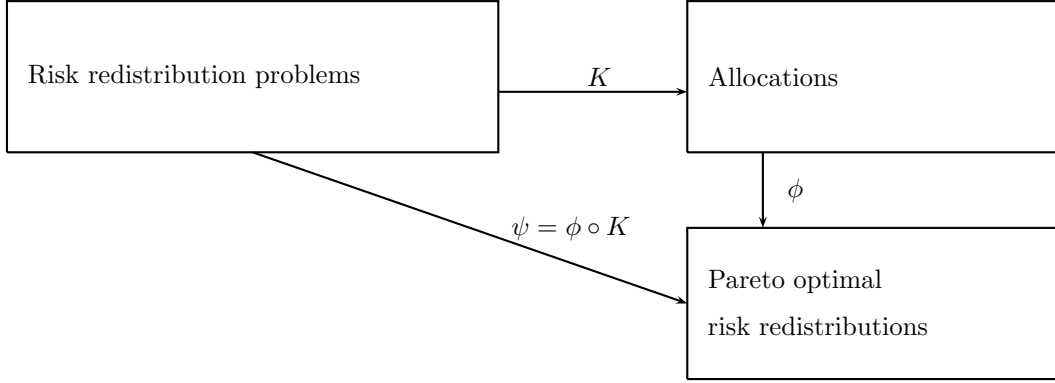 Risk redistribution problems
K
Allocations
ϕ
ψ = ϕ ∘ K
Pareto optimal
risk redistributions